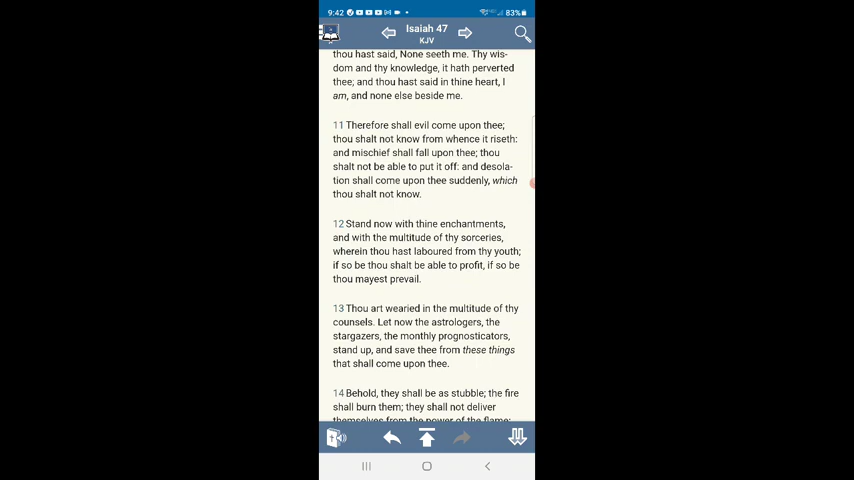 9:42
83%
Isaiah 47
KJV
thou hast said, None seeth me. Thy wis-
dom and thy knowledge, it hath perverted
thee; and thou hast said in thine heart, I
am, and none else beside me.
11 Therefore shall evil come upon thee;
thou shalt not know from whence it riseth:
and mischief shall fall upon thee; thou
shalt not be able to put it off: and desola-
tion shall come upon thee suddenly, which
thou shalt not know.
12 Stand now with thine enchantments,
and with the multitude of thy sorceries,
wherein thou hast laboured from thy youth;
if so be thou shalt be able to profit, if so be
thou mayest prevail.
13 Thou art wearied in the multitude of thy
counsels. Let now the astrologers, the
stargazers, the monthly prognosticators,
stand up, and save thee from these things
that shall come upon thee.
14 Behold, they shall be as stubble; the fire
shall burn them; they shall not deliver
themselves from the power of the flame: